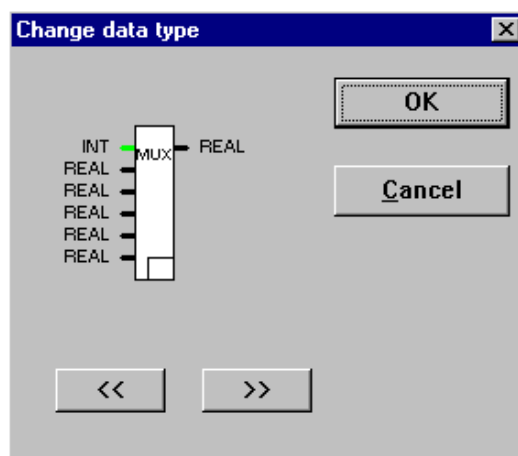 Change data type
OK
INT MUX REAL
REAL
REAL
REAL
REAL
REAL
Cancel
<< >>